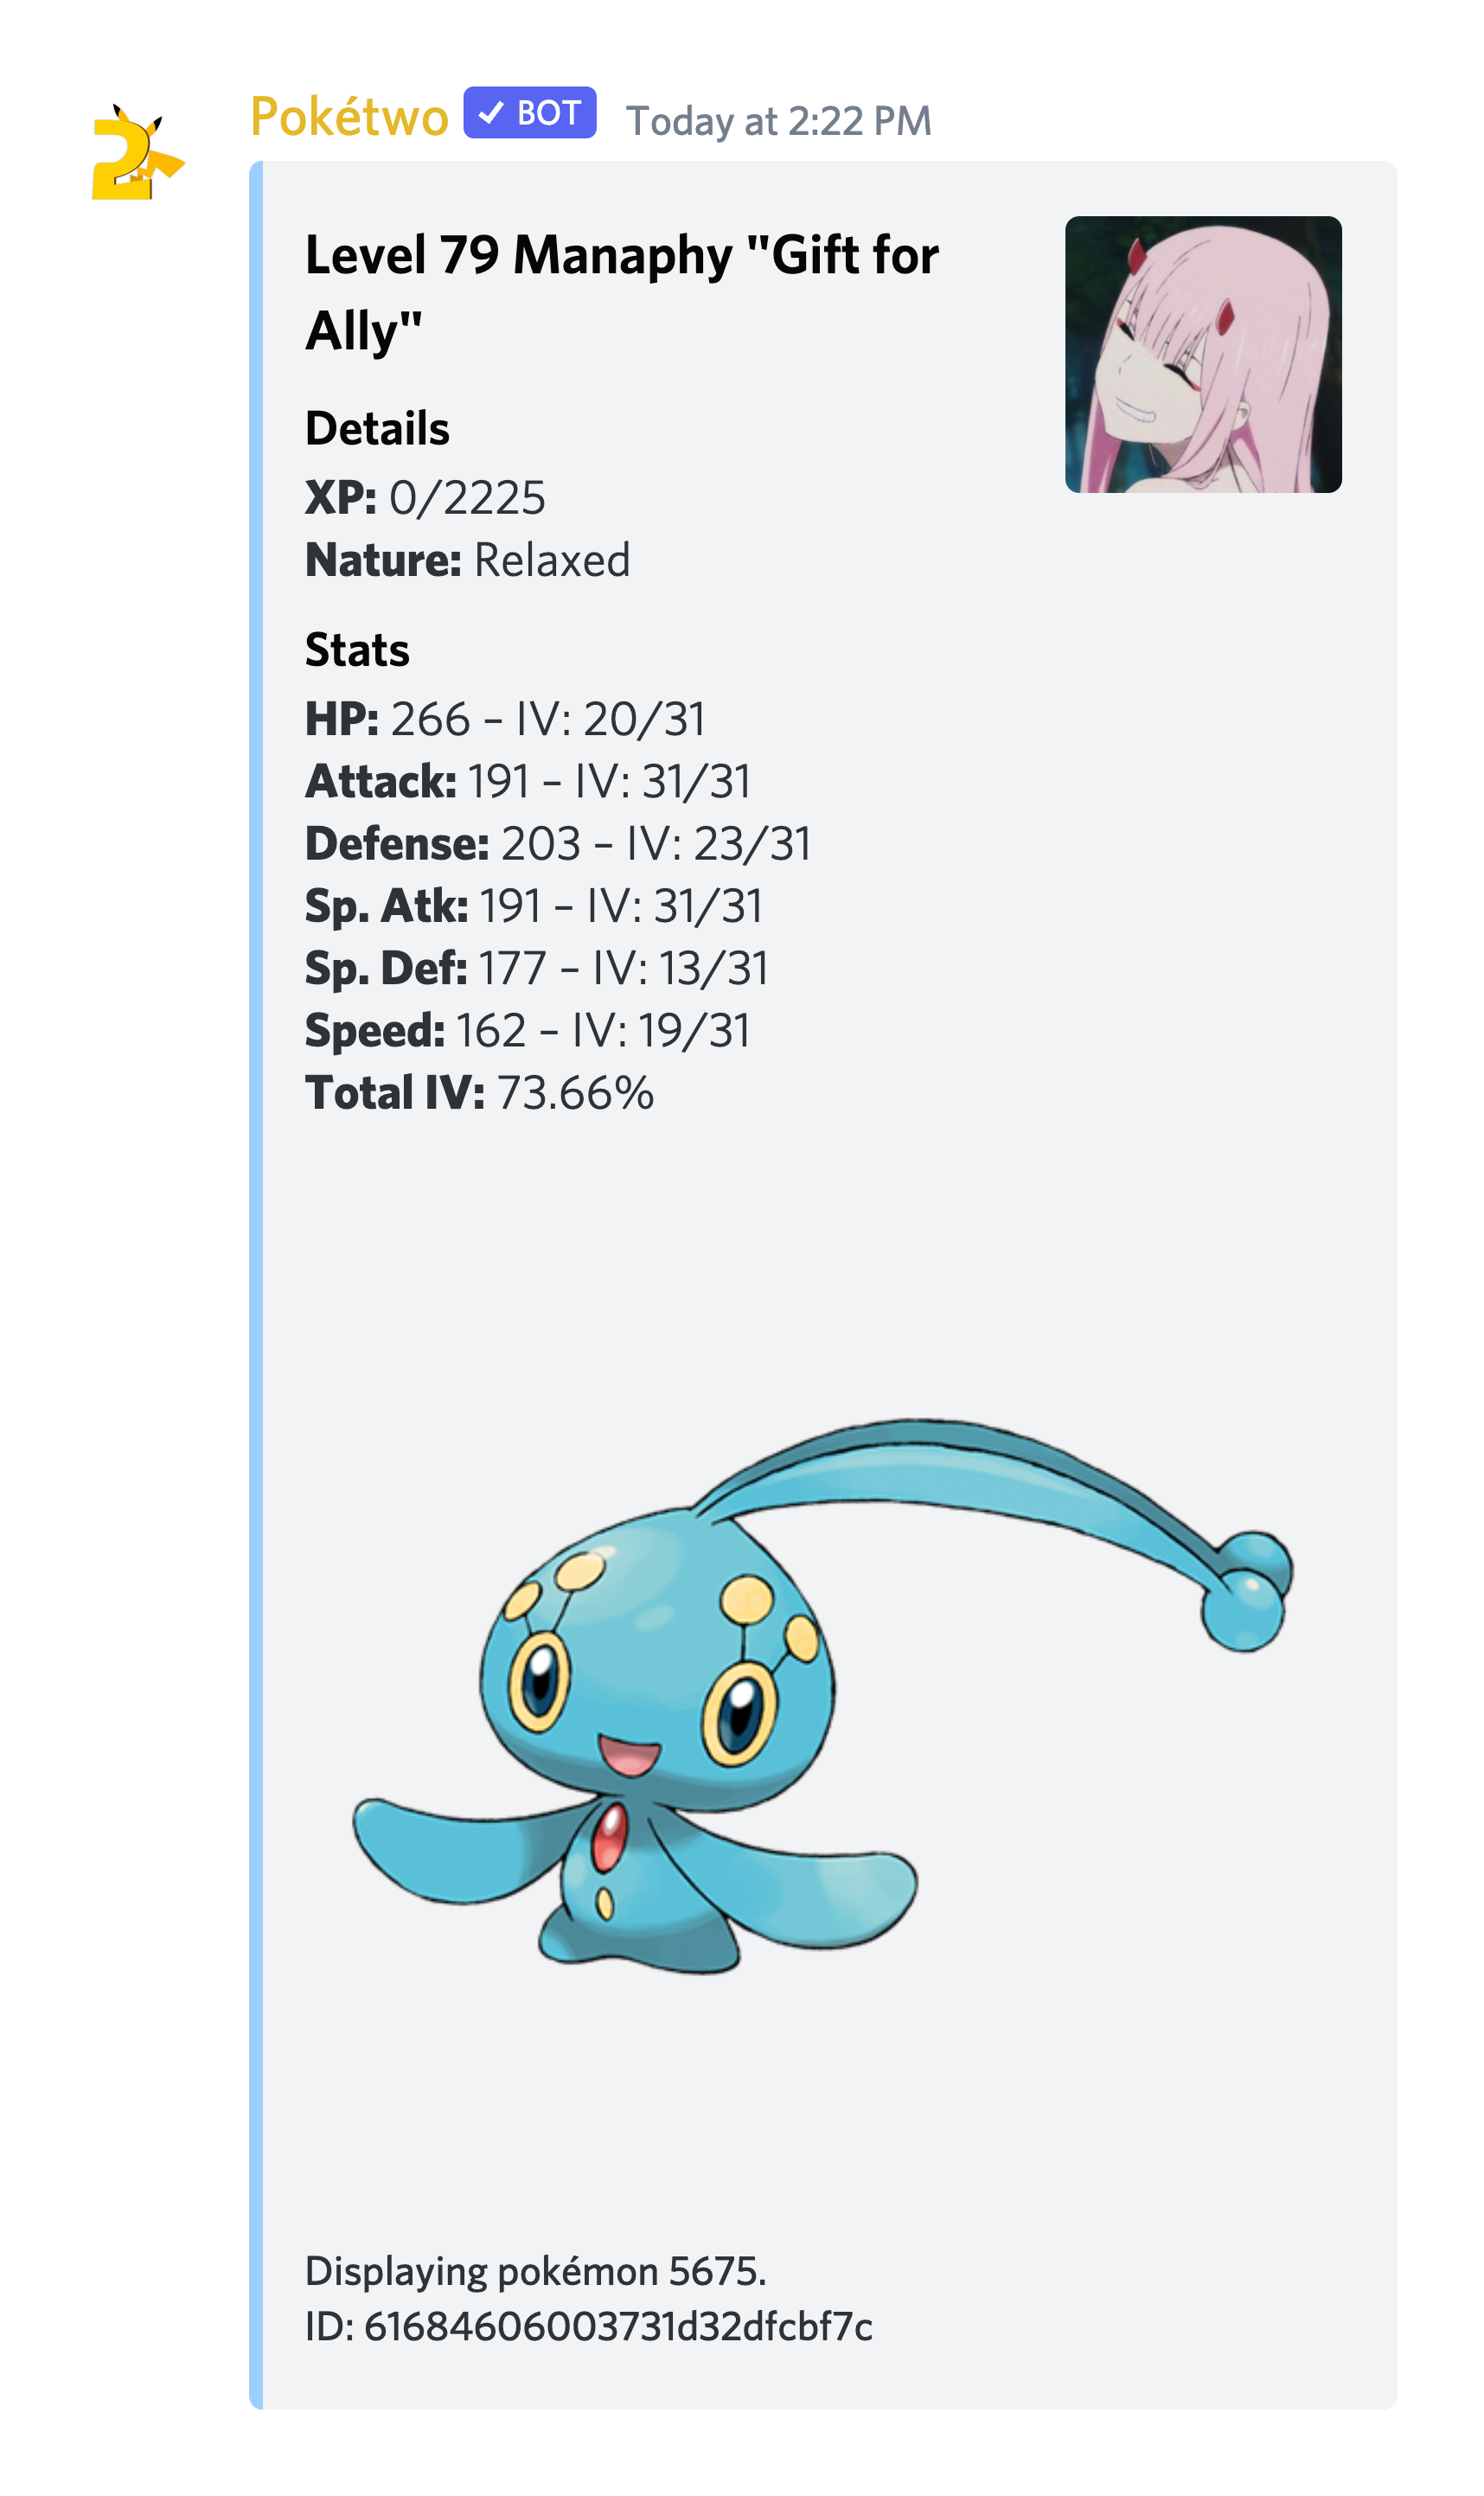 Pokétwo ✓ BOT Today at 2:22 PM
Level 79 Manaphy "Gift for
Ally"
Details
XP: 0/2225
Nature: Relaxed
Stats
HP: 266 – IV: 20/31
Attack: 191 – IV: 31/31
Defense: 203 – IV: 23/31
Sp. Atk: 191 – IV: 31/31
Sp. Def: 177 – IV: 13/31
Speed: 162 – IV: 19/31
Total IV: 73.66%
Displaying pokémon 5675.
ID: 61684606003731d32dfcbf7c